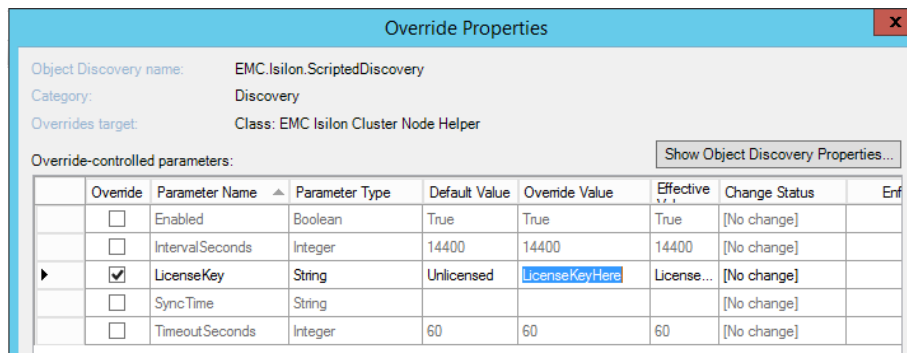 Override Properties
x
Object Discovery name: EMC.Isilon.ScriptedDiscovery
Category: Discovery
Overrides target: Class: EMC Isilon Cluster Node Helper
Override-controlled parameters: Show Object Discovery Properties...
Override Parameter Name Parameter Type Default Value Override Value Effective Change Status Enf
Enabled Boolean True True True [No change]
IntervalSeconds Integer 14400 14400 14400 [No change]
LicenseKey String Unlicensed LicenseKeyHere License... [No change]
SyncTime String [No change]
TimeoutSeconds Integer 60 60 60 [No change]